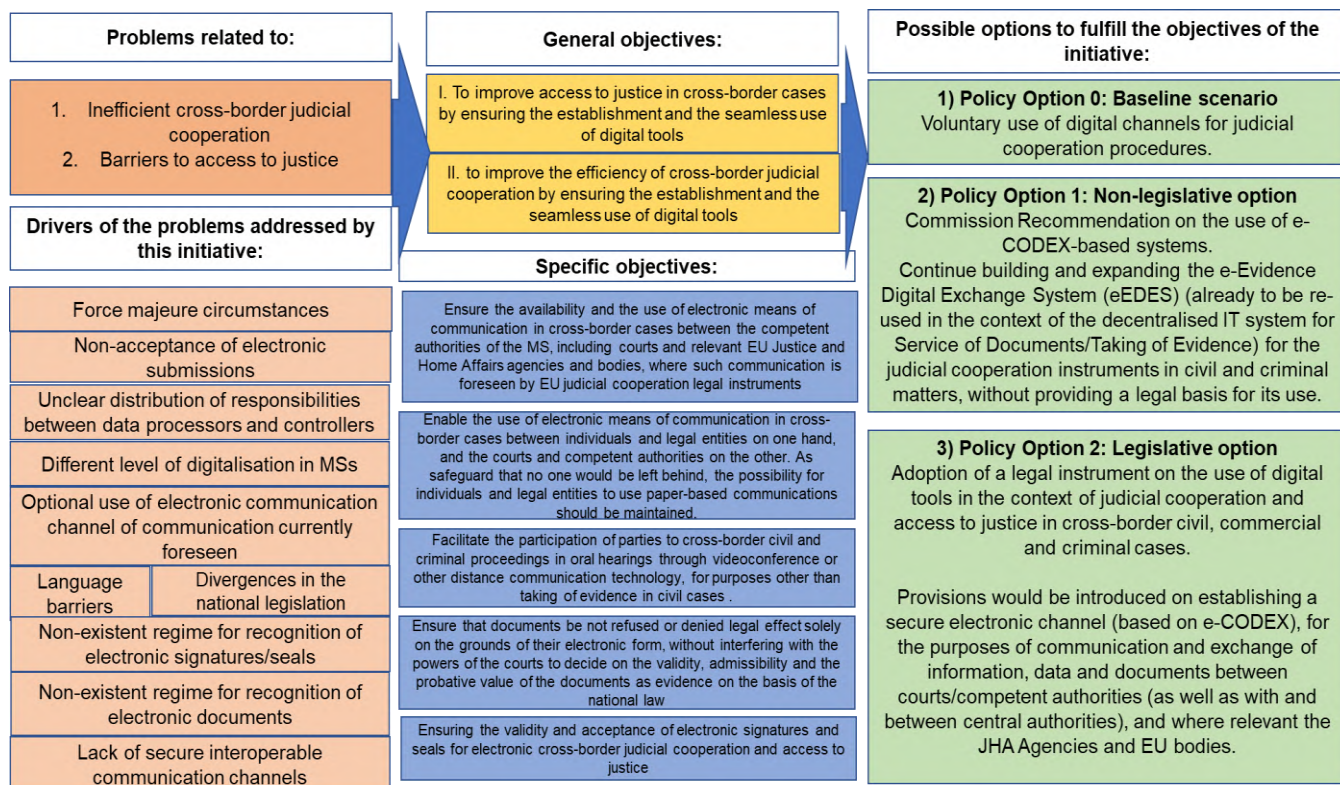 Problems related to:
1. Inefficient cross-border judicial
cooperation
2. Barriers to access to justice
Drivers of the problems addressed by
this initiative:
Force majeure circumstances
Non-acceptance of electronic
submissions
Unclear distribution of responsibilities
between data processors and controllers
Different level of digitalisation in MSs
Optional use of electronic communication
channel of communication currently
foreseen
Language
barriers
Divergences in the
national legislation
Non-existent regime for recognition of
electronic signatures/seals
Non-existent regime for recognition of
electronic documents
Lack of secure interoperable
communication channels
General objectives:
I. To improve access to justice in cross-border cases
by ensuring the establishment and the seamless use
of digital tools
II. to improve the efficiency of cross-border judicial
cooperation by ensuring the establishment and the
seamless use of digital tools
Specific objectives:
Ensure the availability and the use of electronic means of
communication in cross-border cases between the competent
authorities of the MS, including courts and relevant EU Justice and
Home Affairs agencies and bodies, where such communication is
foreseen by EU judicial cooperation legal instruments
Enable the use of electronic means of communication in cross-
border cases between individuals and legal entities on one hand,
and the courts and competent authorities on the other. As
safeguard that no one would be left behind, the possibility for
individuals and legal entities to use paper-based communications
should be maintained.
Facilitate the participation of parties to cross-border civil and
criminal proceedings in oral hearings through videoconference or
other distance communication technology, for purposes other than
taking of evidence in civil cases .
Ensure that documents be not refused or denied legal effect solely
on the grounds of their electronic form, without interfering with the
powers of the courts to decide on the validity, admissibility and the
probative value of the documents as evidence on the basis of the
national law
Ensuring the validity and acceptance of electronic signatures and
seals for electronic cross-border judicial cooperation and access to
justice
Possible options to fulfill the objectives of the
initiative:
1) Policy Option 0: Baseline scenario
Voluntary use of digital channels for judicial
cooperation procedures.
2) Policy Option 1: Non-legislative option
Commission Recommendation on the use of e-
CODEX-based systems.
Continue building and expanding the e-Evidence
Digital Exchange System (eEDES) (already to be re-
used in the context of the decentralised IT system for
Service of Documents/Taking of Evidence) for the
judicial cooperation instruments in civil and criminal
matters, without providing a legal basis for its use.
3) Policy Option 2: Legislative option
Adoption of a legal instrument on the use of digital
tools in the context of judicial cooperation and
access to justice in cross-border civil, commercial
and criminal cases.
Provisions would be introduced on establishing a
secure electronic channel (based on e-CODEX), for
the purposes of communication and exchange of
information, data and documents between
courts/competent authorities (as well as with and
between central authorities), and where relevant the
JHA Agencies and EU bodies.